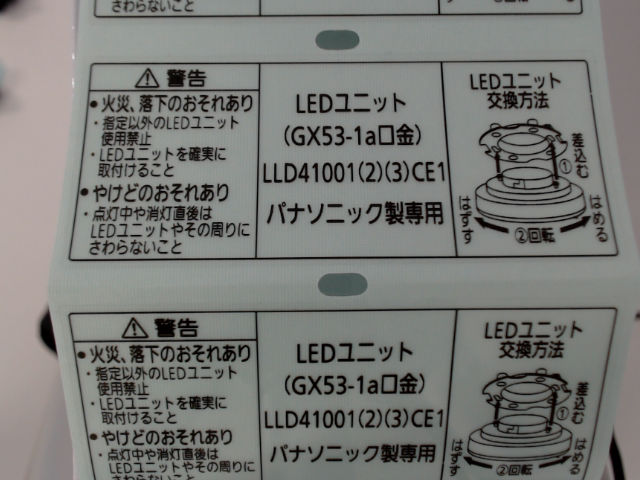 さわらないこと
警告
●火災、落下のおそれあり
・指定以外のLEDユニット
使用禁止
・LEDユニットを確実に
取付けること
●やけどのおそれあり
・点灯中や消灯直後は
LEDユニットやその周りに
さわらないこと
LEDユニット
(GX53-1a口金)
LLD41001(2)(3)CE1
パナソニック製専用
LEDユニット
交換方法
①差込む
はずす
②回転
はめる
警告
●火災、落下のおそれあり
・指定以外のLEDユニット
使用禁止
・LEDユニットを確実に
取付けること
●やけどのおそれあり
・点灯中や消灯直後は
LEDユニットやその周りに
さわらないこと
LEDユニット
(GX53-1a口金)
LLD41001(2)(3)CE1
パナソニック製専用
LEDユニット
交換方法
①差込む
はずす
②回転
はめる